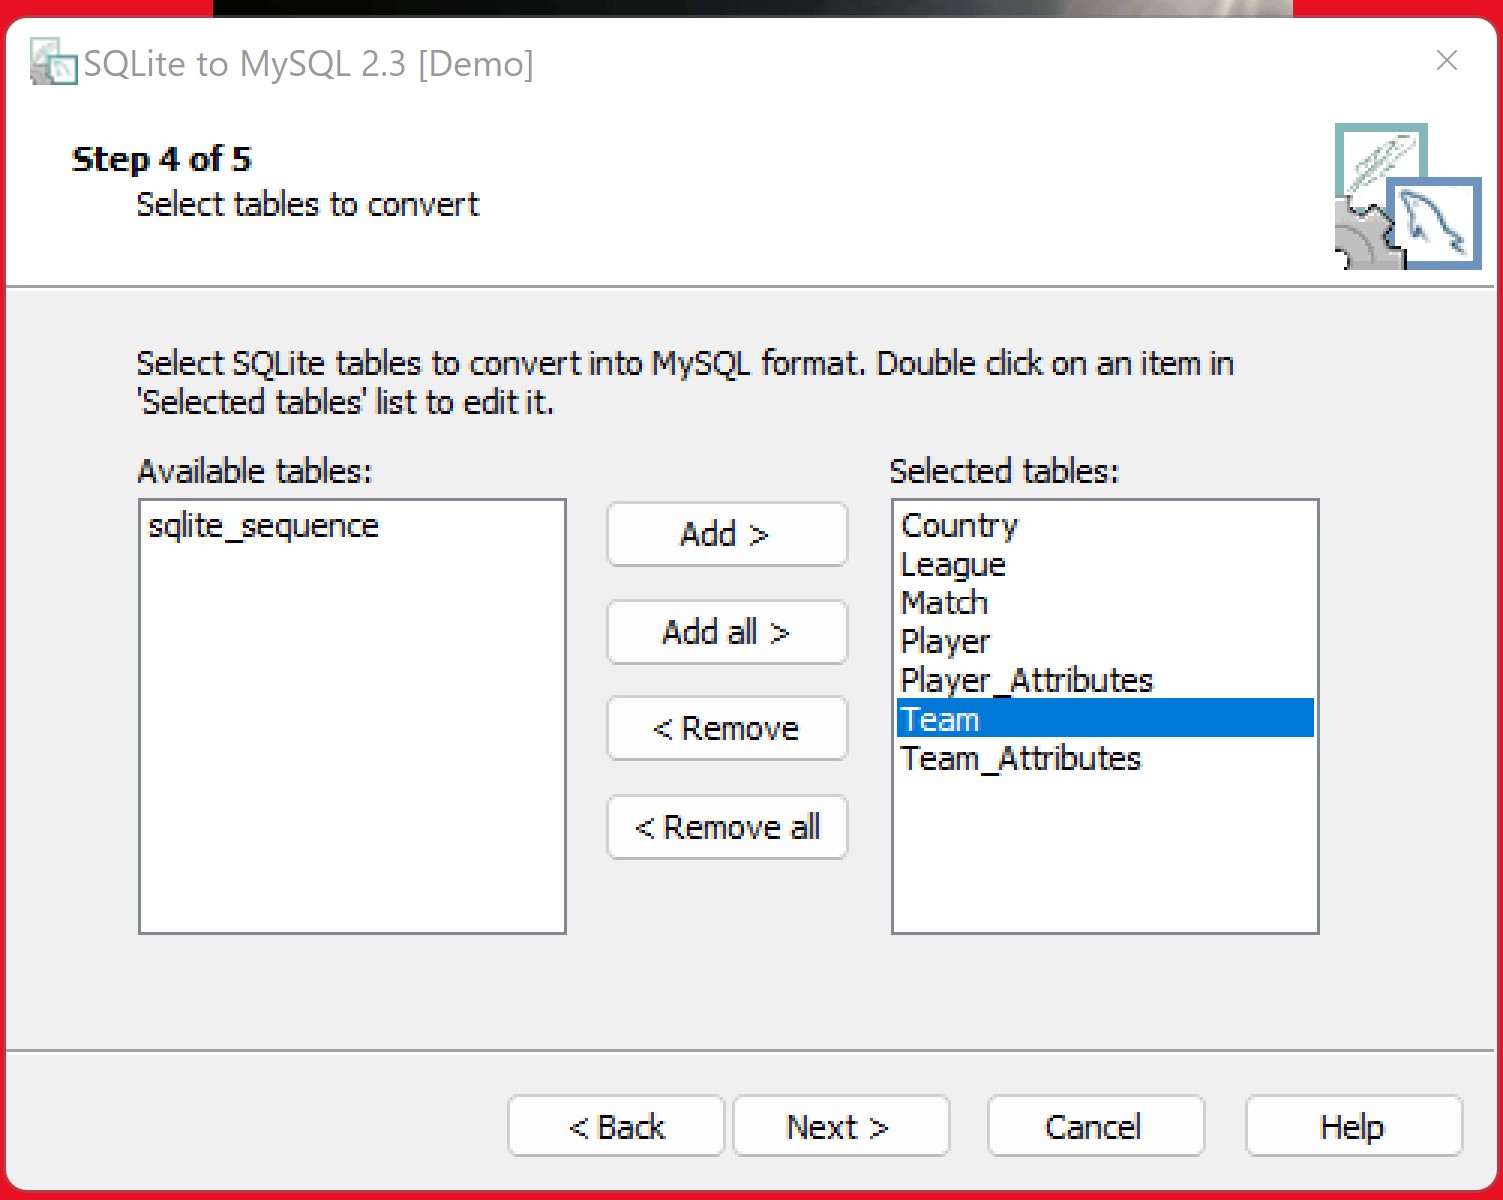 SQLite to MySQL 2.3 [Demo]
Step 4 of 5
Select tables to convert
Select SQLite tables to convert into MySQL format. Double click on an item in
'Selected tables' list to edit it.
Available tables:
sqlite_sequence
Add >
Add all >
< Remove
< Remove all
Selected tables:
Country
League
Match
Player
Player_Attributes
Team
Team_Attributes
< Back
Next >
Cancel
Help